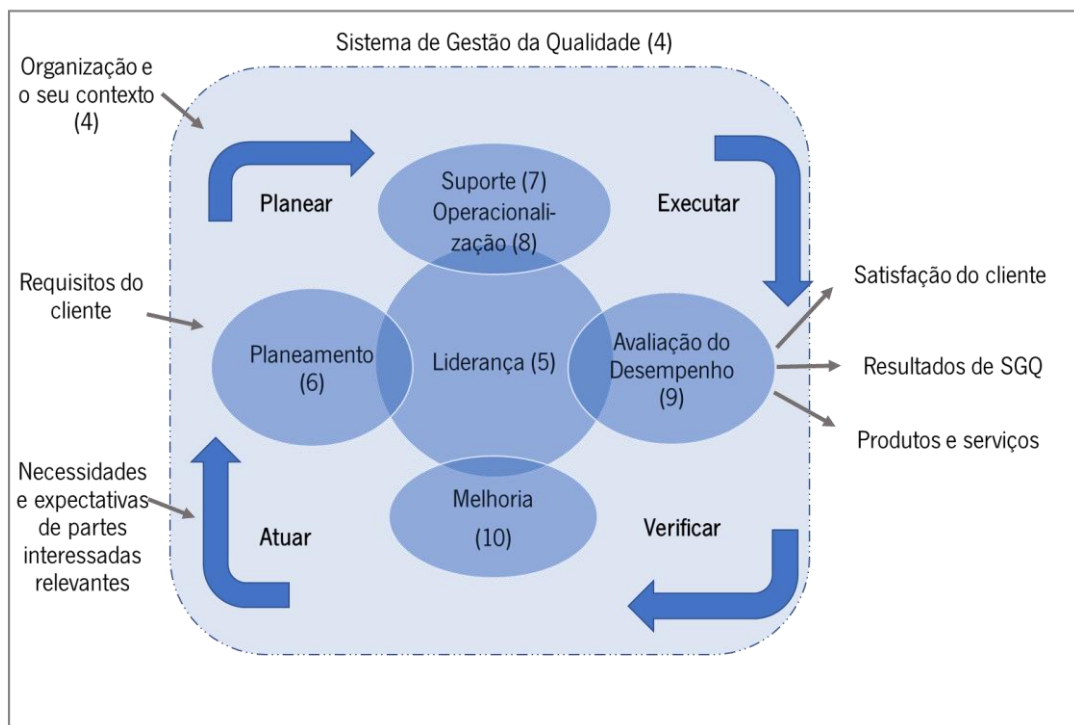 Sistema de Gestão da Qualidade (4)
Organização e
o seu contexto
(4)
Planear
Suporte (7)
Operacionali-
zação (8)
Executar
Requisitos do
cliente
Planeamento
(6)
Liderança (5)
Avaliação do
Desempenho
(9)
Satisfação do cliente
Resultados de SGQ
Produtos e serviços
Necessidades
e expectativas
de partes
interessadas
relevantes
Atuar
Melhoria
(10)
Verificar